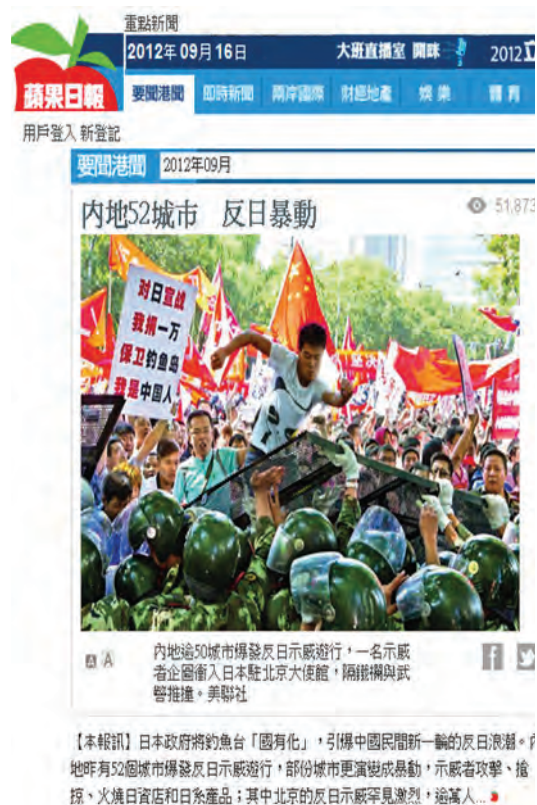 重點新聞
2012年 09月 16日
大班直播室 開咪
2012
蘋果日報
要聞港聞 即時新聞 兩岸國際 財經地產 娛樂 體育
用戶登入 新登記
要聞港聞 2012年09月
內地52城市 反日暴動
51,873
对日宣战
我捐一万
保卫钓鱼岛
我是中国人
A A
內地逾50城市爆發反日示威遊行，一名示威
者企圖衝入日本駐北京大使館，隔鐵欄與武
警推撞。美聯社
【本報訊】日本政府將釣魚台「國有化」，引爆中國民間新一輪的反日浪潮。內
地昨有52個城市爆發反日示威遊行，部份城市更演變成暴動，示威者攻擊、搶
掠、火燒日資店和日系產品；其中北京的反日示威罕見激烈，逾萬人...